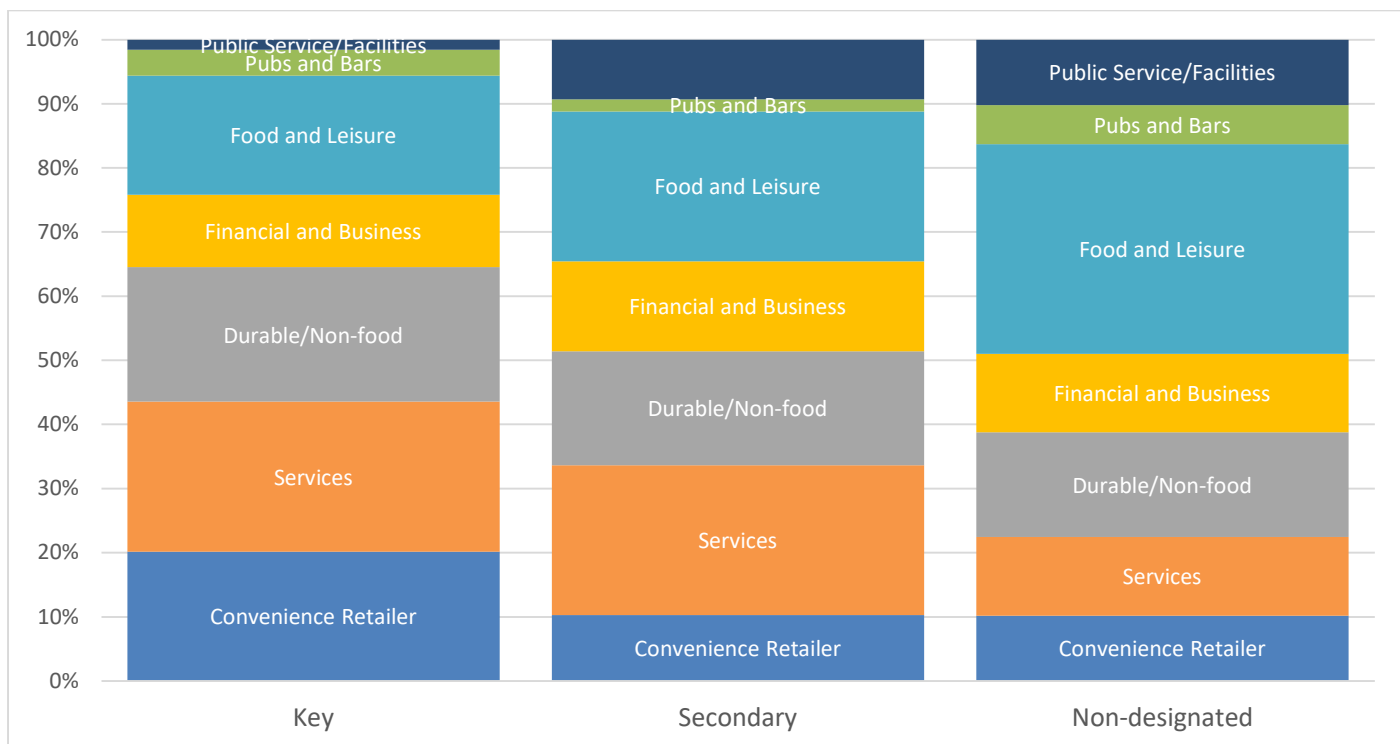 100%
90%
80%
70%
60%
50%
40%
30%
20%
10%
0%
Public Service/Facilities
Pubs and Bars
Food and Leisure
Financial and Business
Durable/Non-food
Services
Convenience Retailer
Pubs and Bars
Food and Leisure
Financial and Business
Durable/Non-food
Services
Convenience Retailer
Public Service/Facilities
Pubs and Bars
Food and Leisure
Financial and Business
Durable/Non-food
Services
Convenience Retailer
Key
Secondary
Non-designated